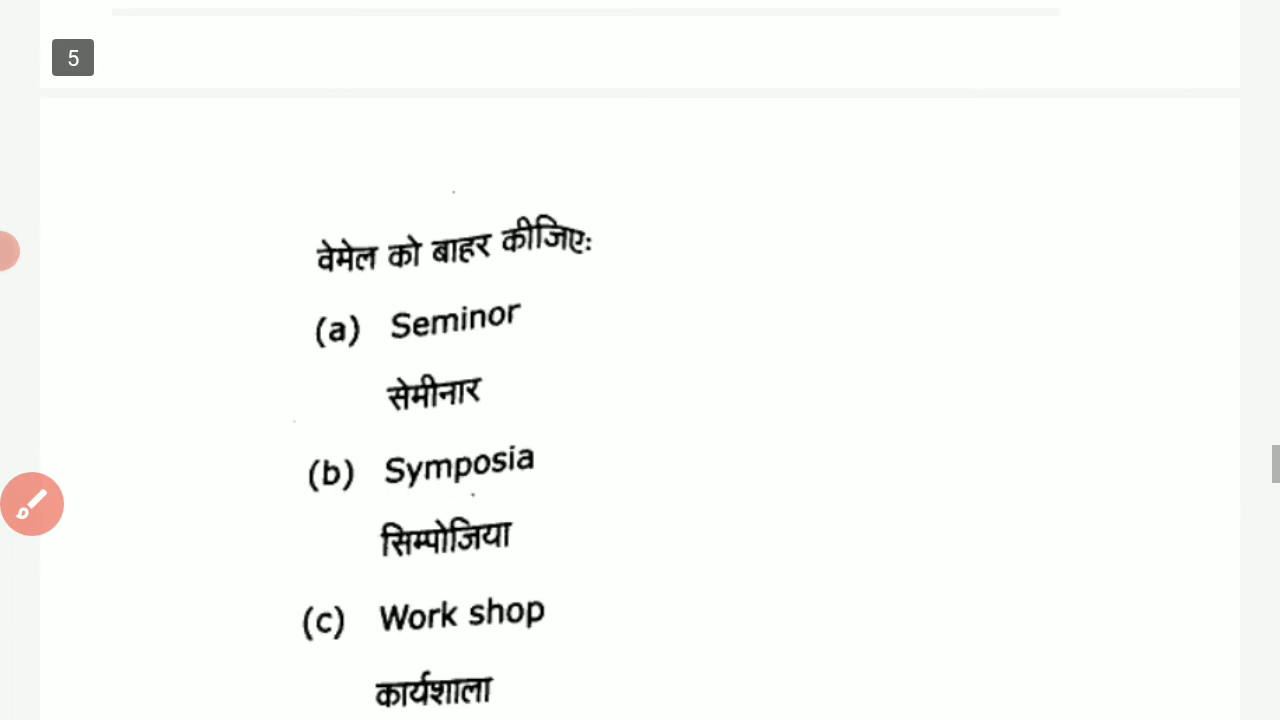 5
वेमेल को बाहर कीजिए:
(a) Seminor
सेमीनार
(b) Symposia
सिम्पोजिया
(c) Work shop
कार्यशाला